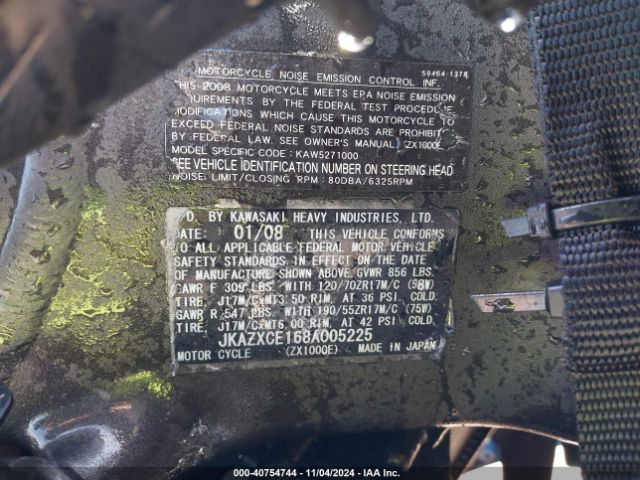 59464-1378
MOTORCYCLE NOISE EMISSION CONTROL INF.
THIS 2008 MOTORCYCLE MEETS EPA NOISE EMISSION
REQUIREMENTS BY THE FEDERAL TEST PROCEDURE
MODIFICATIONS WHICH CAUSE THIS MOTORCYCLE TO
EXCEED FEDERAL NOISE STANDARDS ARE PROHIBIT
BY FEDERAL LAW. SEE OWNER'S MANUAL (ZX1000E)
MODEL SPECIFIC CODE : KAW5271000
SEE VEHICLE IDENTIFICATION NUMBER ON STEERING HEAD
NOISE LIMIT/CLOSING RPM : 80DBA/6325RPM
D. BY KAWASAKI HEAVY INDUSTRIES, LTD.
DATE: 01/08 THIS VEHICLE CONFORMS
TO ALL APPLICABLE FEDERAL MOTOR VEHICLE
SAFETY STANDARDS IN EFFECT ON THE DATE
OF MANUFACTURE SHOWN ABOVE. GVWR 856 LBS.
GAWR F 309 LBS. WITH 120/70ZR17M/C (58W)
TIRE, J17M/CxMT3.50 RIM, AT 36 PSI. COLD.
GAWR R 547 LBS. WITH 190/55ZR17M/C (75W)
TIRE, J17M/CxMT6.00 RIM, AT 42 PSI. COLD.
JKAZXCE168A005225
MOTOR CYCLE (ZX1000E) MADE IN JAPAN
000-40754744 - 11/04/2024 - IAA Inc.